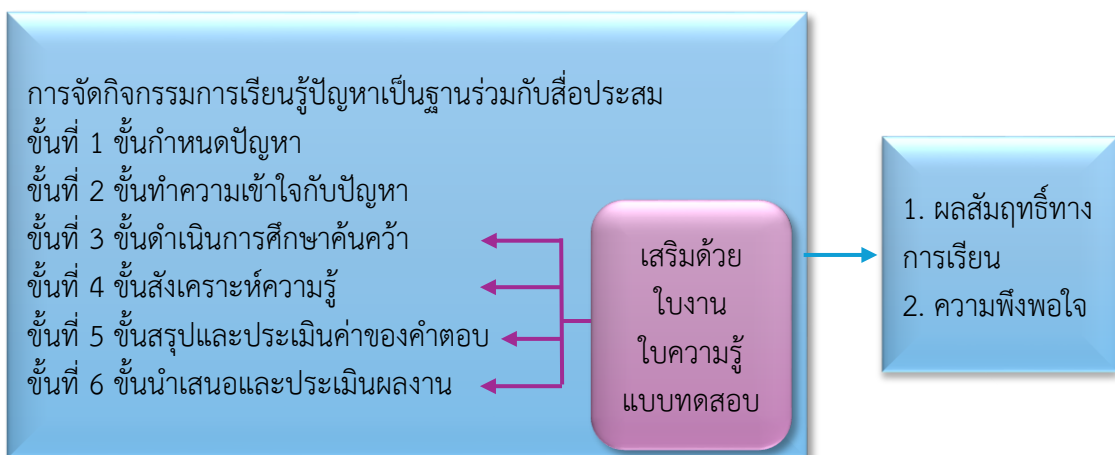 การจัดกิจกรรมการเรียนรู้ปัญหาเป็นฐานร่วมกับสื่อประสม
ขั้นที่ 1 ขั้นกำหนดปัญหา
ขั้นที่ 2 ขั้นทำความเข้าใจกับปัญหา
ขั้นที่ 3 ขั้นดำเนินการศึกษาค้นคว้า
ขั้นที่ 4 ขั้นสังเคราะห์ความรู้
ขั้นที่ 5 ขั้นสรุปและประเมินค่าของคำตอบ
ขั้นที่ 6 ขั้นนำเสนอและประเมินผลงาน
เสริมด้วย
ใบงาน
ใบความรู้
แบบทดสอบ
1. ผลสัมฤทธิ์ทาง
การเรียน
2. ความพึงพอใจ